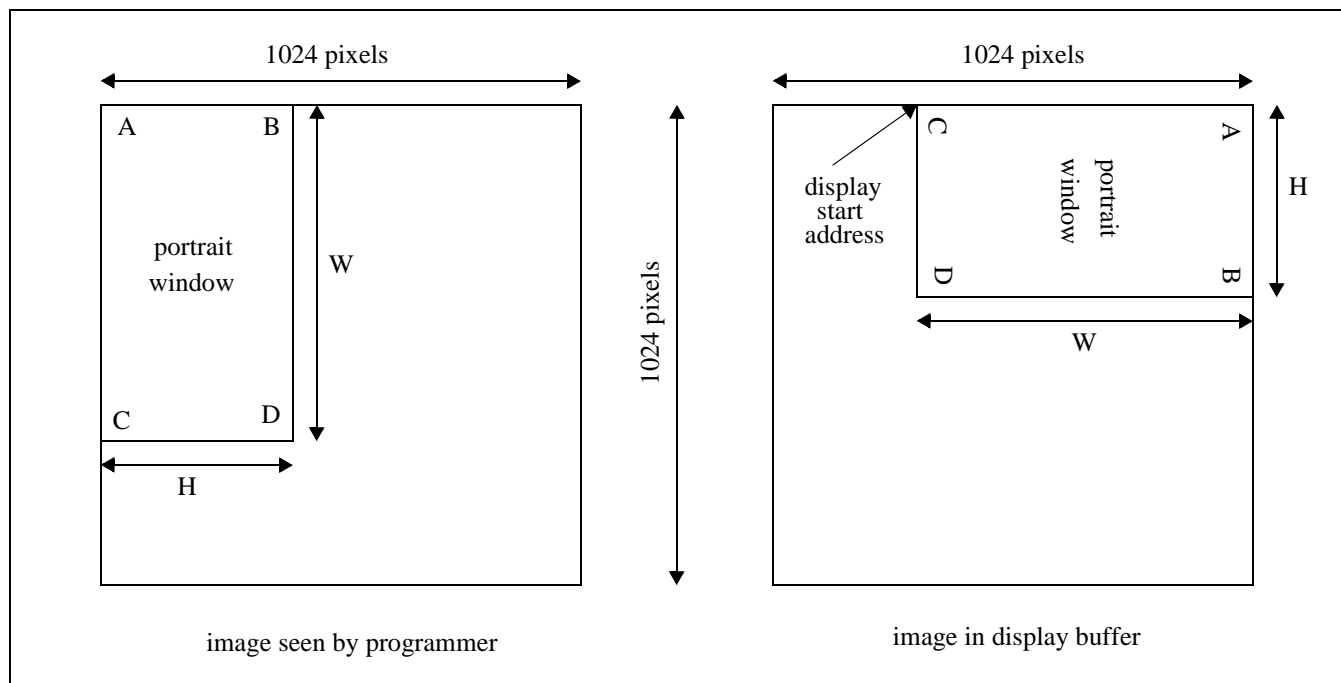 1024 pixels
A
B
portrait
window
W
C
D
H
image seen by programmer
1024 pixels
1024 pixels
C
A
display
start
address
portrait
window
H
D
B
W
image in display buffer